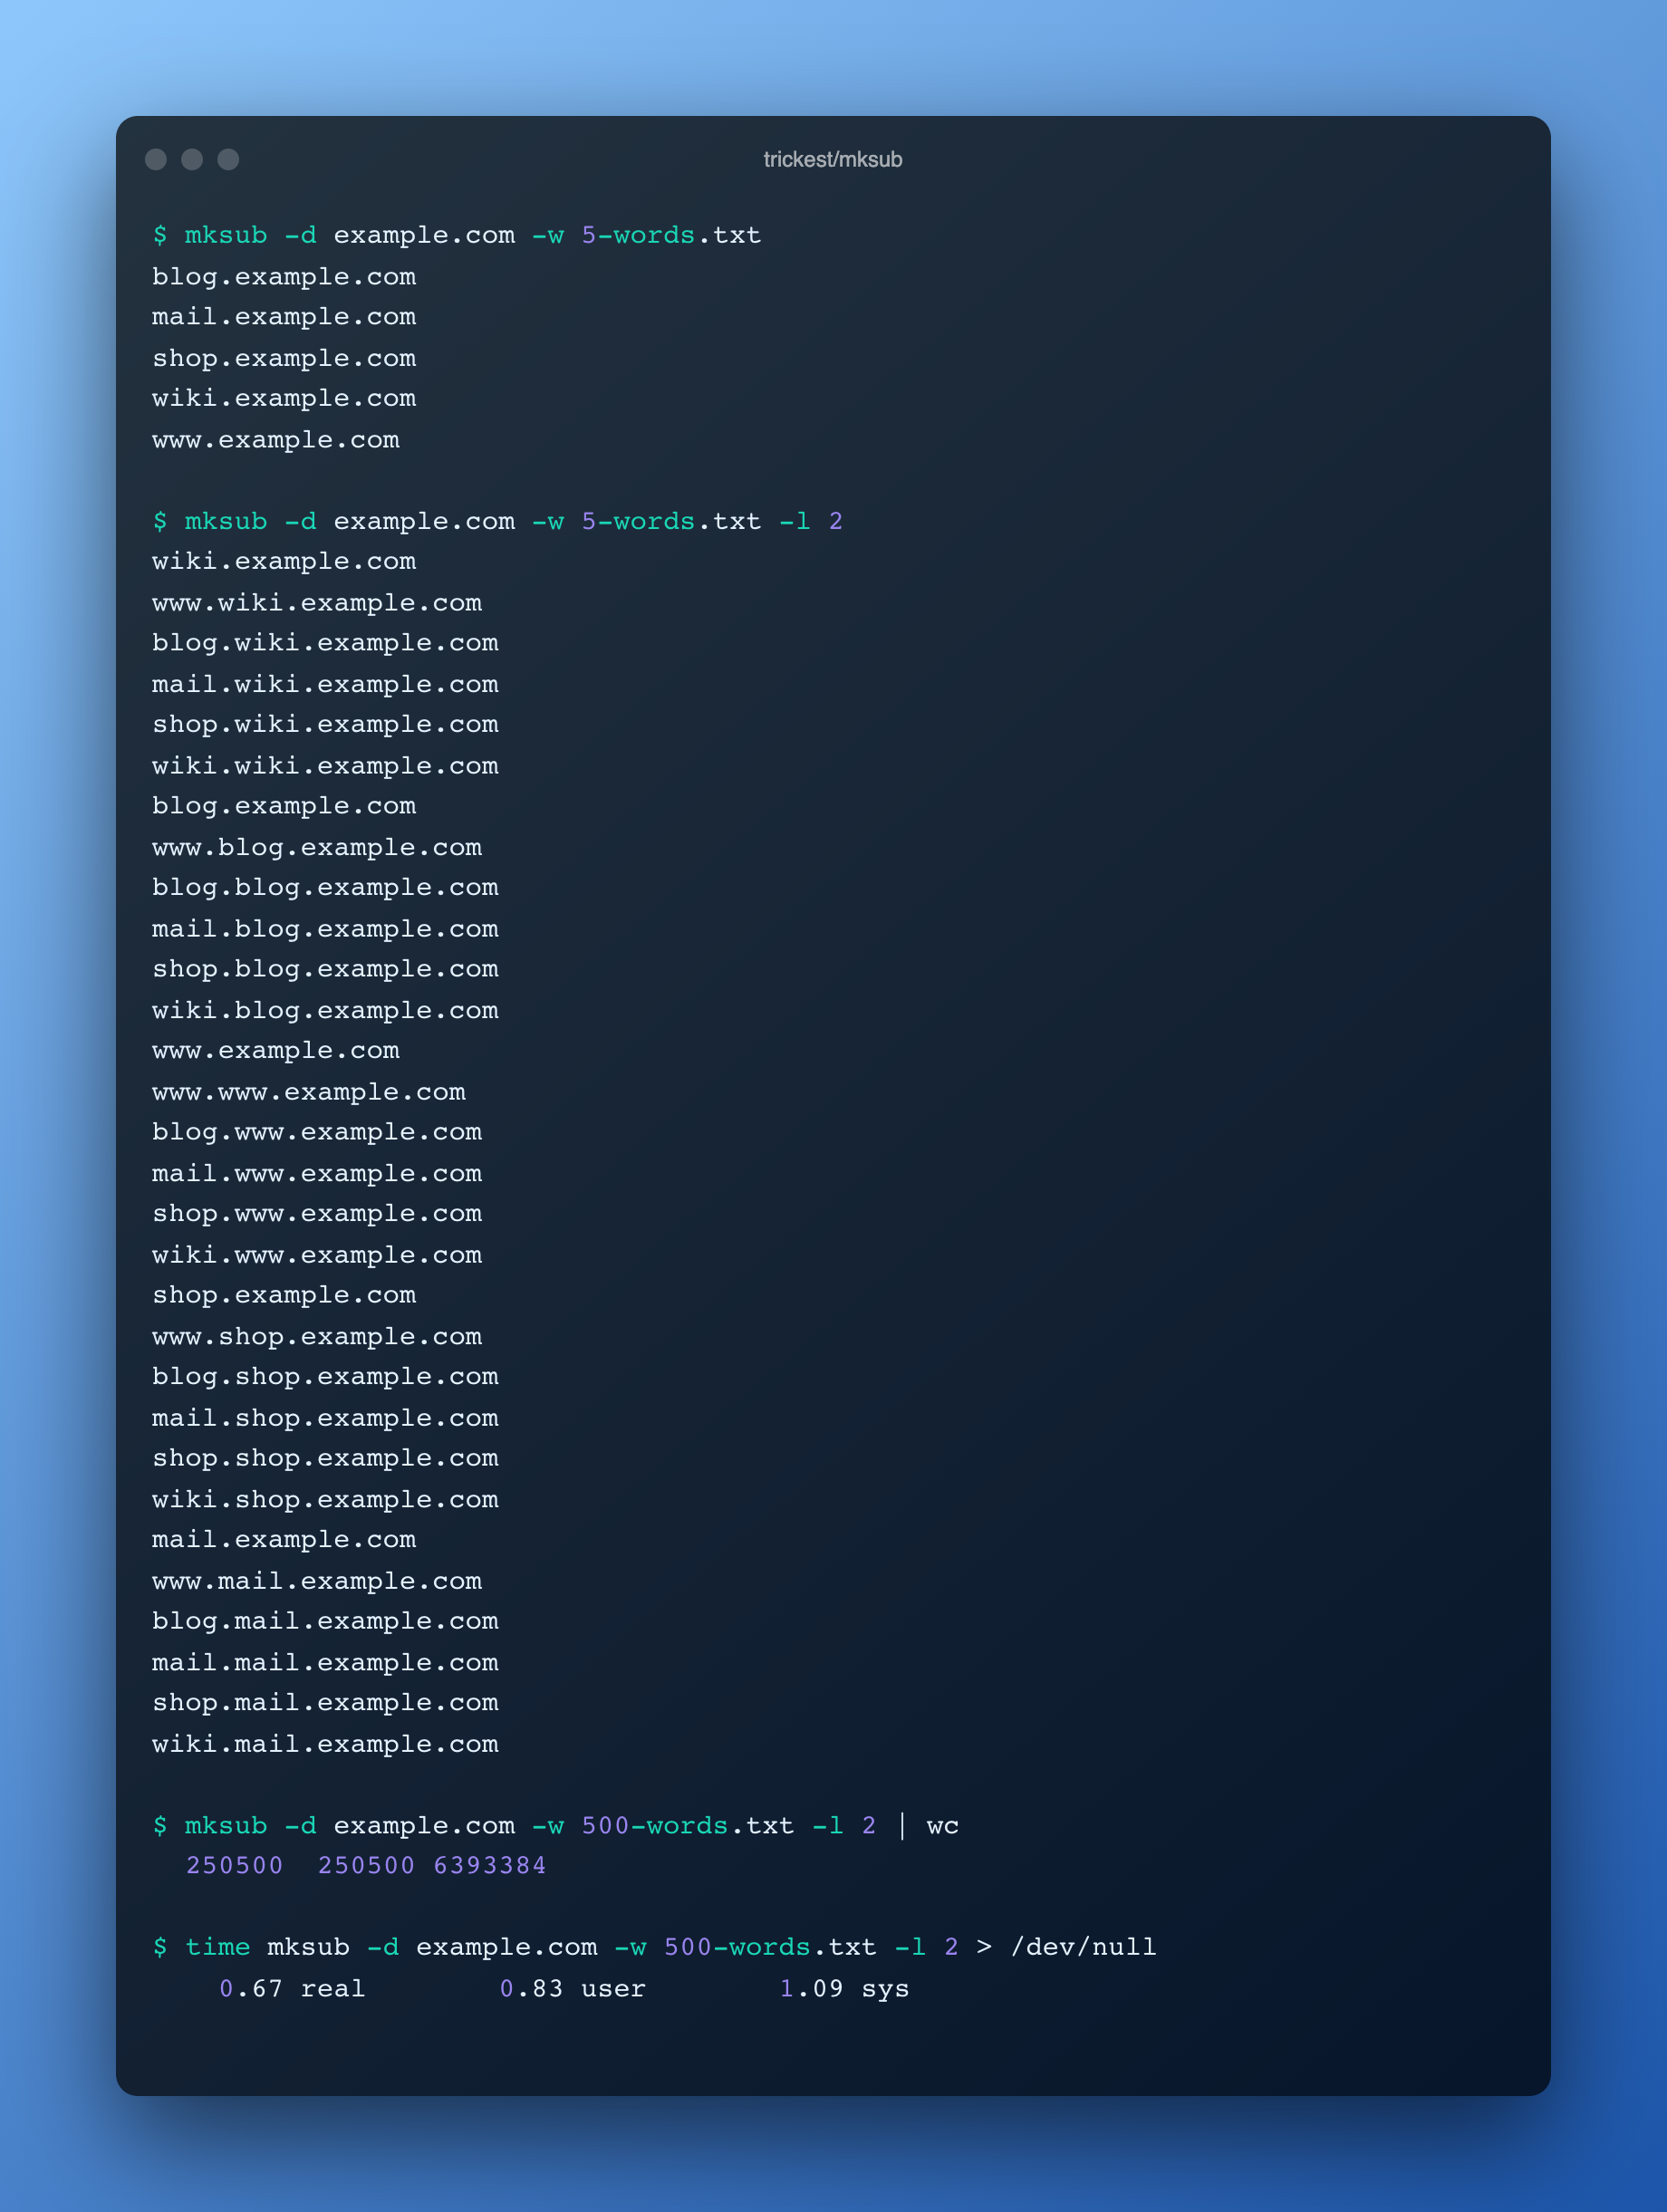 trickest/mksub
$ mksub -d example.com -w 5-words.txt
blog.example.com
mail.example.com
shop.example.com
wiki.example.com
www.example.com
$ mksub -d example.com -w 5-words.txt -l 2
wiki.example.com
www.wiki.example.com
blog.wiki.example.com
mail.wiki.example.com
shop.wiki.example.com
wiki.wiki.example.com
blog.example.com
www.blog.example.com
blog.blog.example.com
mail.blog.example.com
shop.blog.example.com
wiki.blog.example.com
www.example.com
www.www.example.com
blog.www.example.com
mail.www.example.com
shop.www.example.com
wiki.www.example.com
shop.example.com
www.shop.example.com
blog.shop.example.com
mail.shop.example.com
shop.shop.example.com
wiki.shop.example.com
mail.example.com
www.mail.example.com
blog.mail.example.com
mail.mail.example.com
shop.mail.example.com
wiki.mail.example.com
$ mksub -d example.com -w 500-words.txt -l 2 | wc
250500 250500 6393384
$ time mksub -d example.com -w 500-words.txt -l 2 > /dev/null
0.67 real 0.83 user 1.09 sys